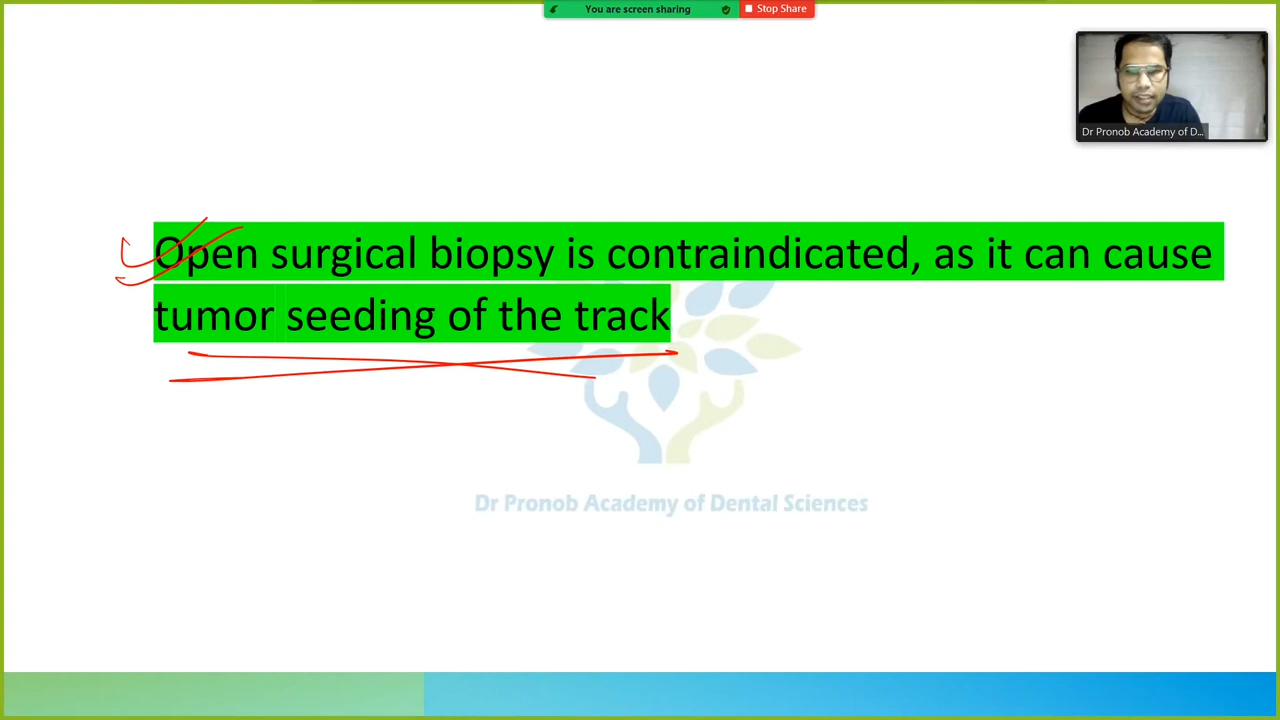 You are screen sharing
Stop Share
Dr Pronob Academy of D...
Open surgical biopsy is contraindicated, as it can cause
tumor seeding of the track
Dr Pronob Academy of Dental Sciences